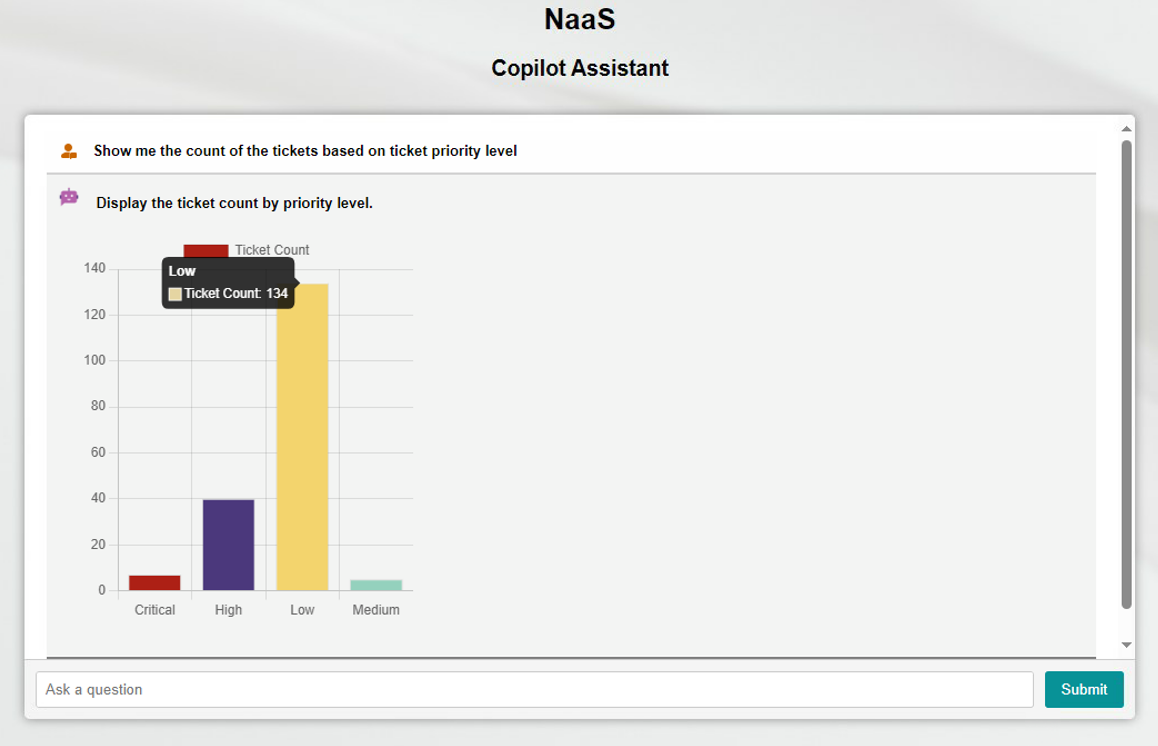 NaaS
Copilot Assistant
Show me the count of the tickets based on ticket priority level
Display the ticket count by priority level.
Ticket Count
Low
Ticket Count: 134
140
120
100
80
60
40
20
0
Critical High Low Medium
Ask a question
Submit